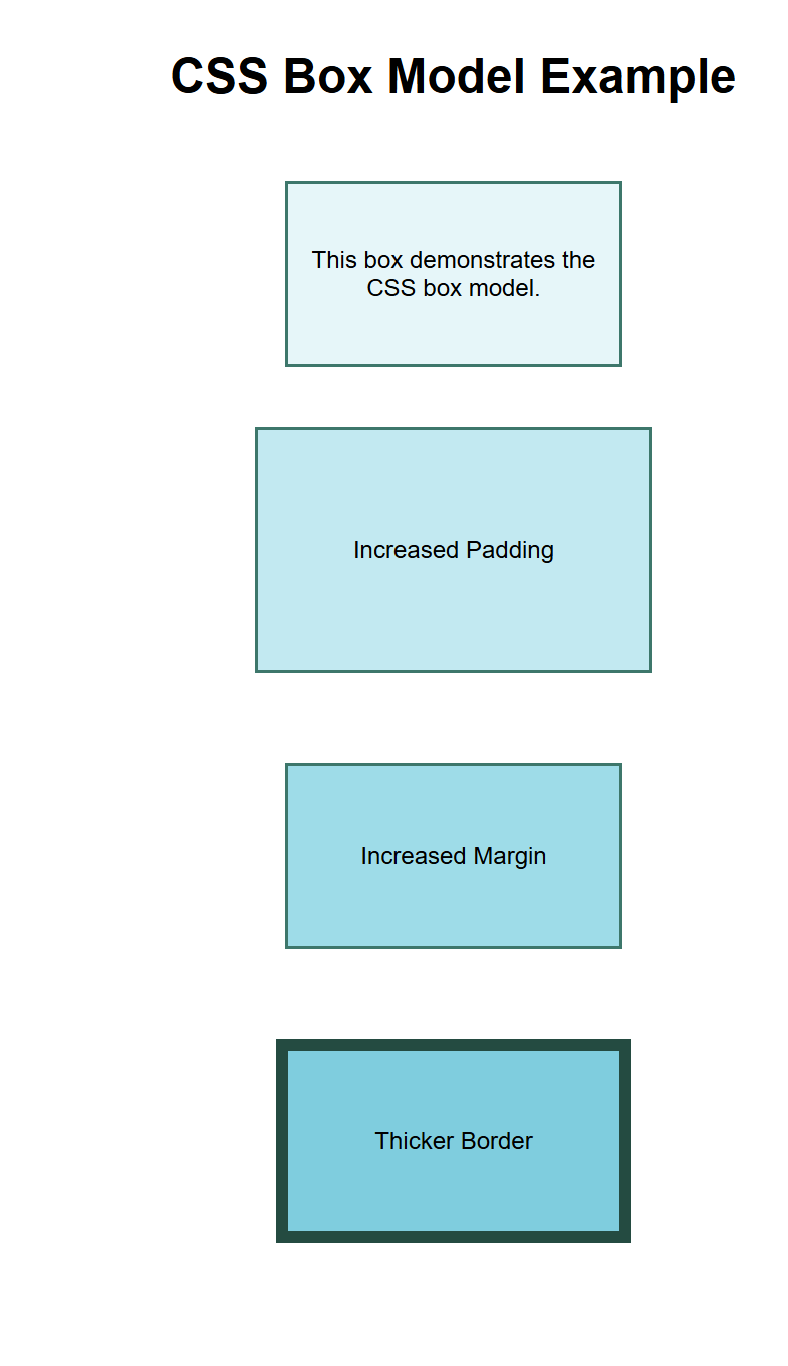 CSS Box Model Example
This box demonstrates the
CSS box model.
Increased Padding
Increased Margin
Thicker Border